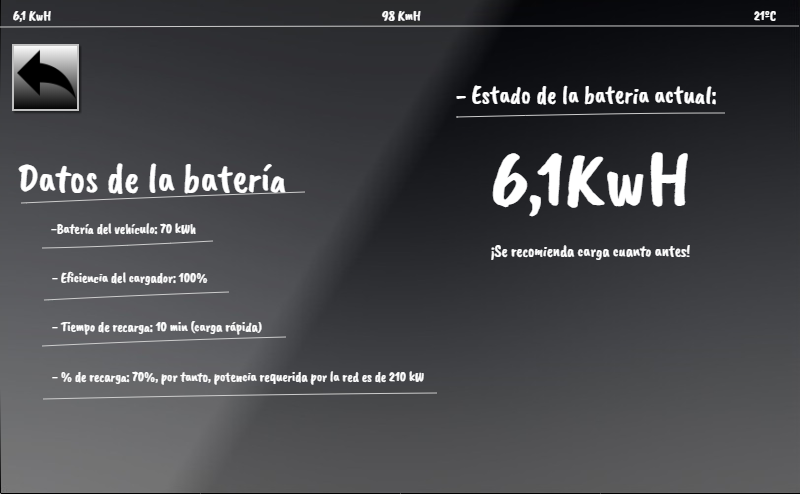 6,1 KwH
98 KmH
21ºC
- Estado de la bateria actual:
Datos de la batería
6,1KwH
-Batería del vehículo: 70 kWh
¡Se recomienda carga cuanto antes!
- Eficiencia del cargador: 100%
- Tiempo de recarga: 10 min (carga rápida)
- % de recarga: 70%, por tanto, potencia requerida por la red es de 210 kW